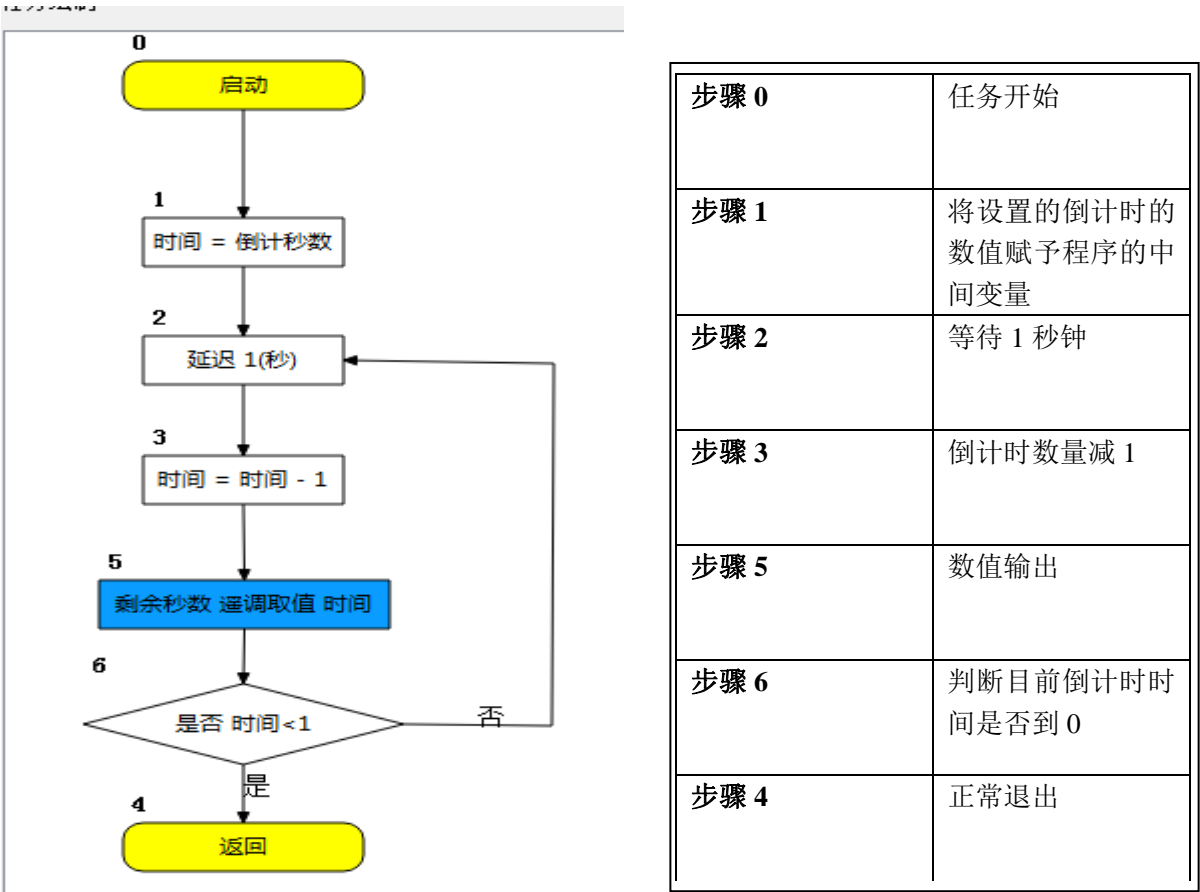 0
启动
1
时间 = 倒计秒数
2
延迟 1(秒)
3
时间 = 时间 - 1
5
剩余秒数 遥调取值 时间
6
是否 时间<1
否
是
4
返回
步骤 0
任务开始
步骤 1
将设置的倒计时的
数值赋予程序的中
间变量
步骤 2
等待 1 秒钟
步骤 3
倒计时数量减 1
步骤 5
数值输出
步骤 6
判断目前倒计时时
间是否到 0
步骤 4
正常退出